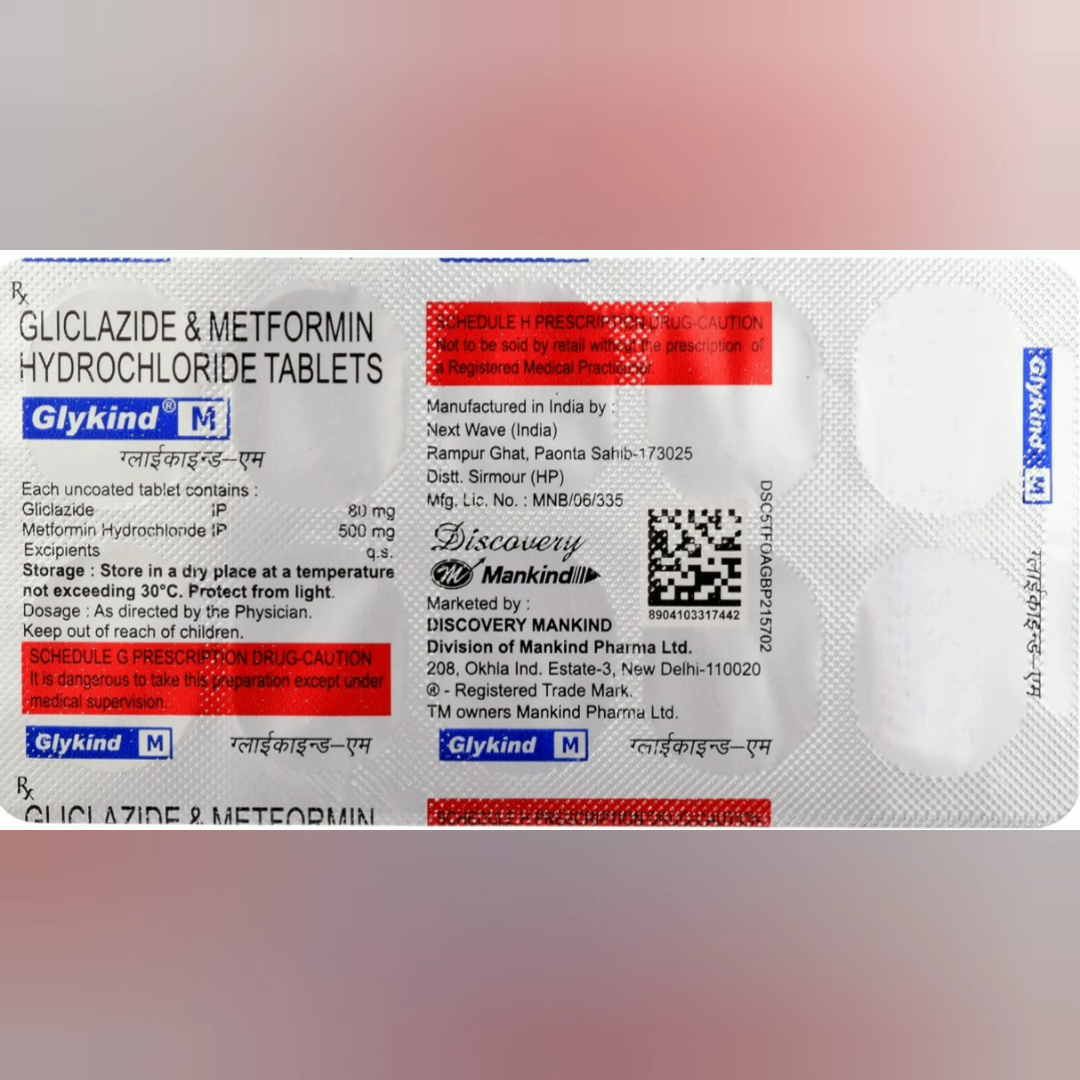 Rx
GLICLAZIDE & METFORMIN
HYDROCHLORIDE TABLETS
Glykind® M
ग्लाईकाइन्ड–एम
Each uncoated tablet contains :
Gliclazide IP 80 mg
Metformin Hydrochloride IP 500 mg
Excipients q.s.
Storage : Store in a dry place at a temperature
not exceeding 30°C. Protect from light.
Dosage : As directed by the Physician.
Keep out of reach of children.
SCHEDULE G PRESCRIPTION DRUG-CAUTION
It is dangerous to take this preparation except under
medical supervision.
Glykind M ग्लाईकाइन्ड–एम
Rx
GLICLAZIDE & METFORMIN
SCHEDULE H PRESCRIPTION DRUG-CAUTION
Not to be sold by retail without the prescription of
a Registered Medical Practitioner.
Manufactured in India by :
Next Wave (India)
Rampur Ghat, Paonta Sahib-173025
Distt. Sirmour (HP)
Mfg. Lic. No. : MNB/06/335
Discovery
M Mankind
Marketed by :
DISCOVERY MANKIND
Division of Mankind Pharma Ltd.
208, Okhla Ind. Estate-3, New Delhi-110020
® - Registered Trade Mark.
TM owners Mankind Pharma Ltd.
Glykind M ग्लाईकाइन्ड–एम
SCHEDULE H PRESCRIPTION DRUG-CAUTION
8904103317442
DSC5TFOAGBP215702
Glykind M
ग्लाईकाइन्ड–एम